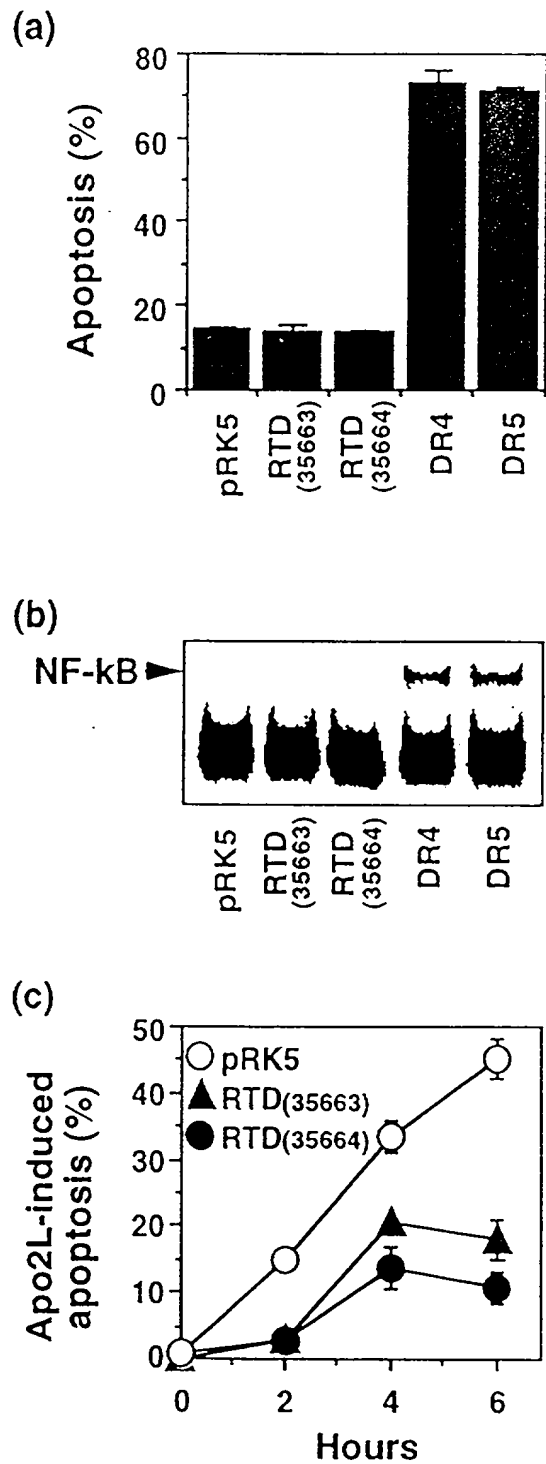 (a)
Apoptosis (%)
80
60
40
20
0
pRK5
RTD
(35663)
RTD
(35664)
DR4
DR5
(b)
NF-kB
pRK5
RTD
(35663)
RTD
(35664)
DR4
DR5
(c)
Apo2L-induced
apoptosis (%)
50
40
30
20
10
0
pRK5
RTD(35663)
RTD(35664)
0
2
4
6
Hours